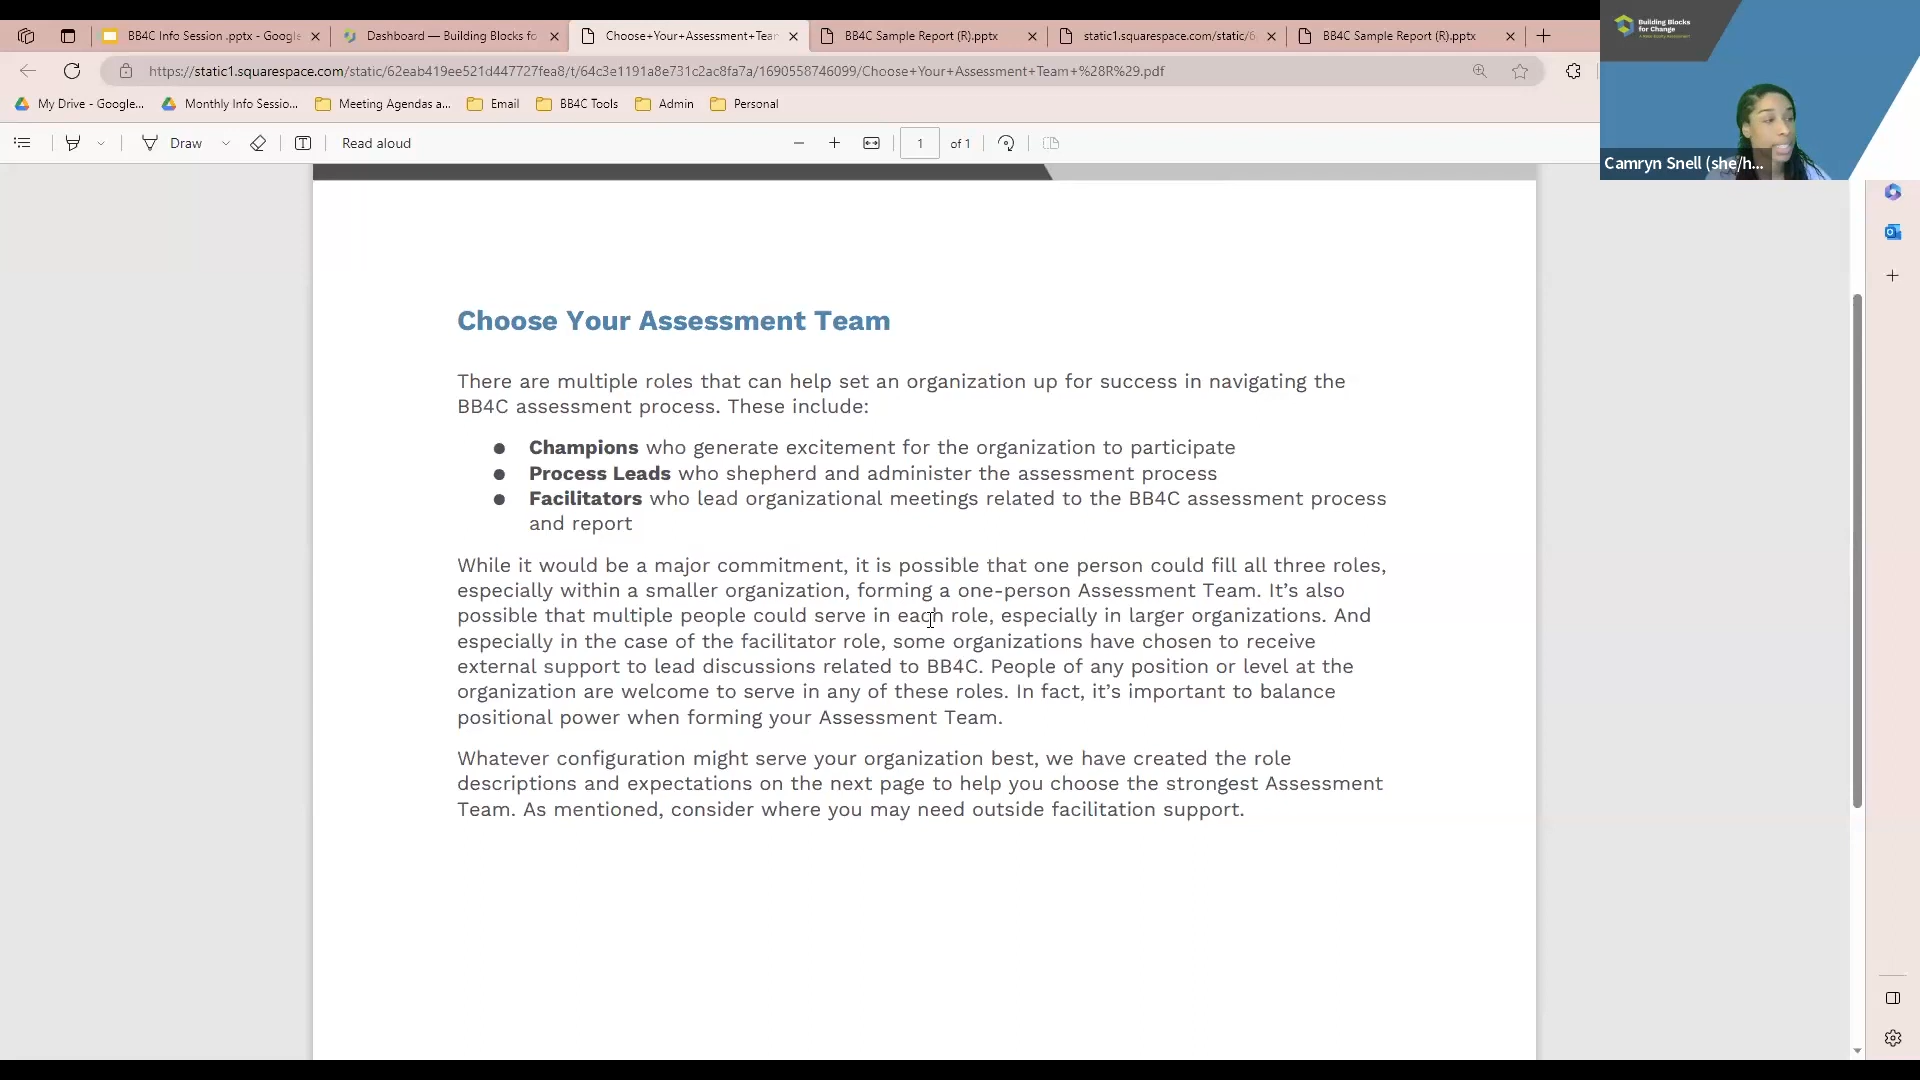 BB4C Info Session .pptx - Google
Dashboard — Building Blocks fo
Choose+Your+Assessment+Tear
BB4C Sample Report (R).pptx
static1.squarespace.com/static/6
BB4C Sample Report (R).pptx
https://static1.squarespace.com/static/62eab419ee521d447727fea8/t/64c3e1191a8e731c2ac8fa7a/1690558746099/Choose+Your+Assessment+Team+%28R%29.pdf
My Drive - Google...
Monthly Info Sessio...
Meeting Agendas a...
Email
BB4C Tools
Admin
Personal
Draw
Read aloud
1 of 1
Building Blocks
for Change
Camryn Snell (she/h...
Choose Your Assessment Team
There are multiple roles that can help set an organization up for success in navigating the
BB4C assessment process. These include:
● Champions who generate excitement for the organization to participate
● Process Leads who shepherd and administer the assessment process
● Facilitators who lead organizational meetings related to the BB4C assessment process
and report
While it would be a major commitment, it is possible that one person could fill all three roles,
especially within a smaller organization, forming a one-person Assessment Team. It’s also
possible that multiple people could serve in each role, especially in larger organizations. And
especially in the case of the facilitator role, some organizations have chosen to receive
external support to lead discussions related to BB4C. People of any position or level at the
organization are welcome to serve in any of these roles. In fact, it’s important to balance
positional power when forming your Assessment Team.
Whatever configuration might serve your organization best, we have created the role
descriptions and expectations on the next page to help you choose the strongest Assessment
Team. As mentioned, consider where you may need outside facilitation support.